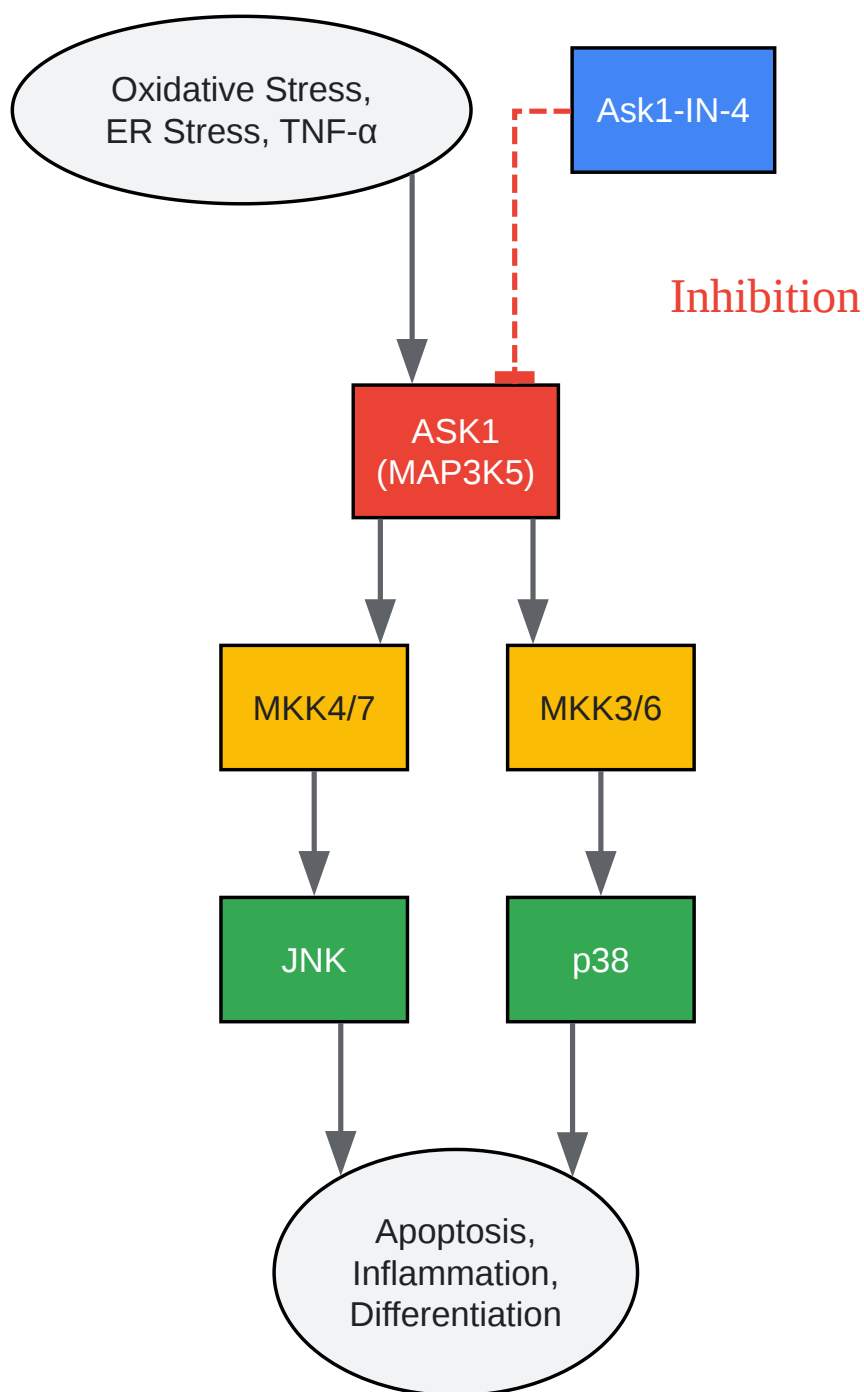 Oxidative Stress,
ER Stress, TNF-α
Ask1-IN-4
Inhibition
ASK1
(MAP3K5)
MKK4/7
MKK3/6
JNK
p38
Apoptosis,
Inflammation,
Differentiation